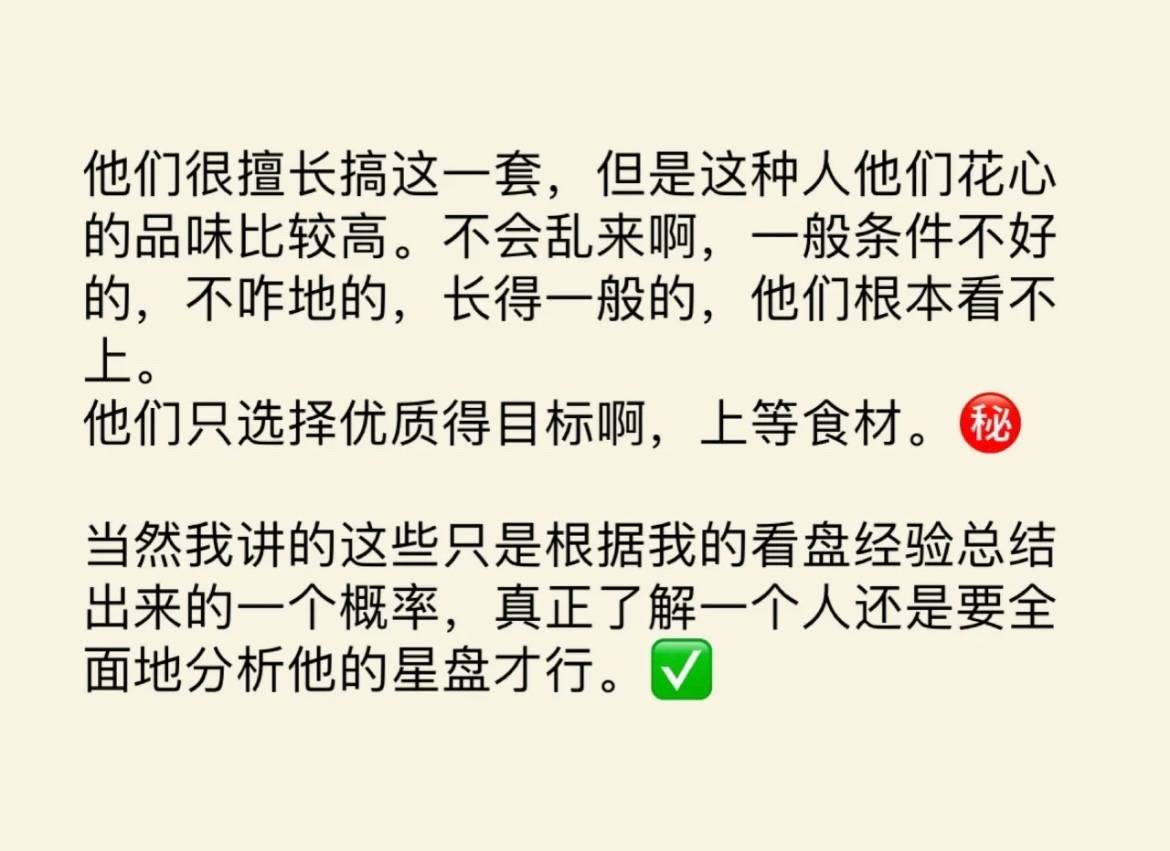 他们很擅长搞这一套，但是这种人他们花心
的品味比较高。不会乱来啊，一般条件不好
的，不咋地的，长得一般的，他们根本看不
上。
他们只选择优质得目标啊，上等食材。㊙️
当然我讲的这些只是根据我的看盘经验总结
出来的一个概率，真正了解一个人还是要全
面地分析他的星盘才行。✅